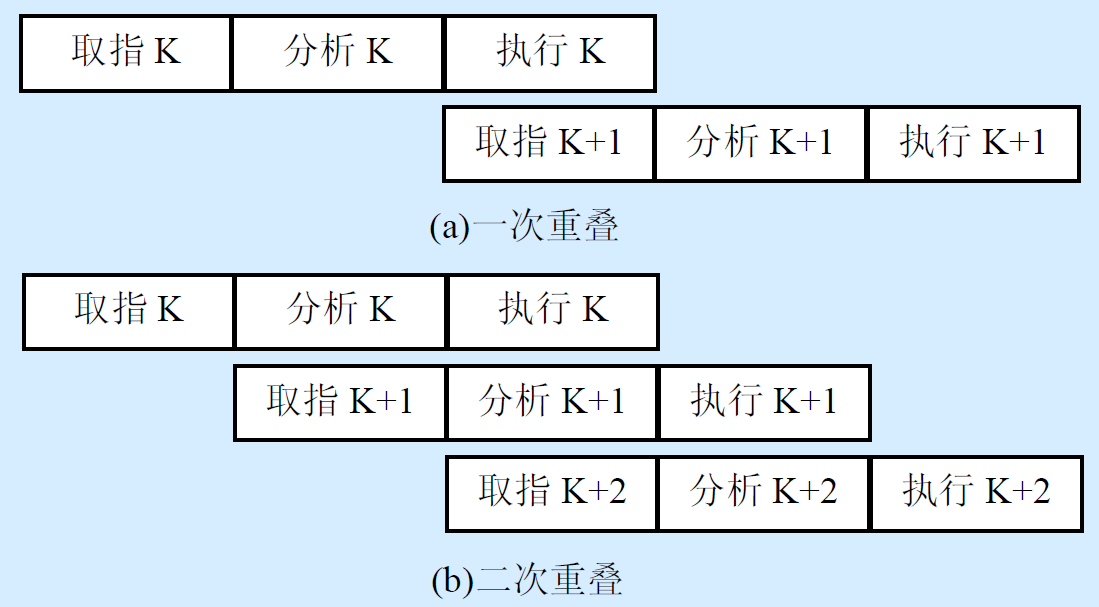 取指 K 分析 K 执行 K
取指 K+1 分析 K+1 执行 K+1
(a)一次重叠
取指 K 分析 K 执行 K
取指 K+1 分析 K+1 执行 K+1
取指 K+2 分析 K+2 执行 K+2
(b)二次重叠